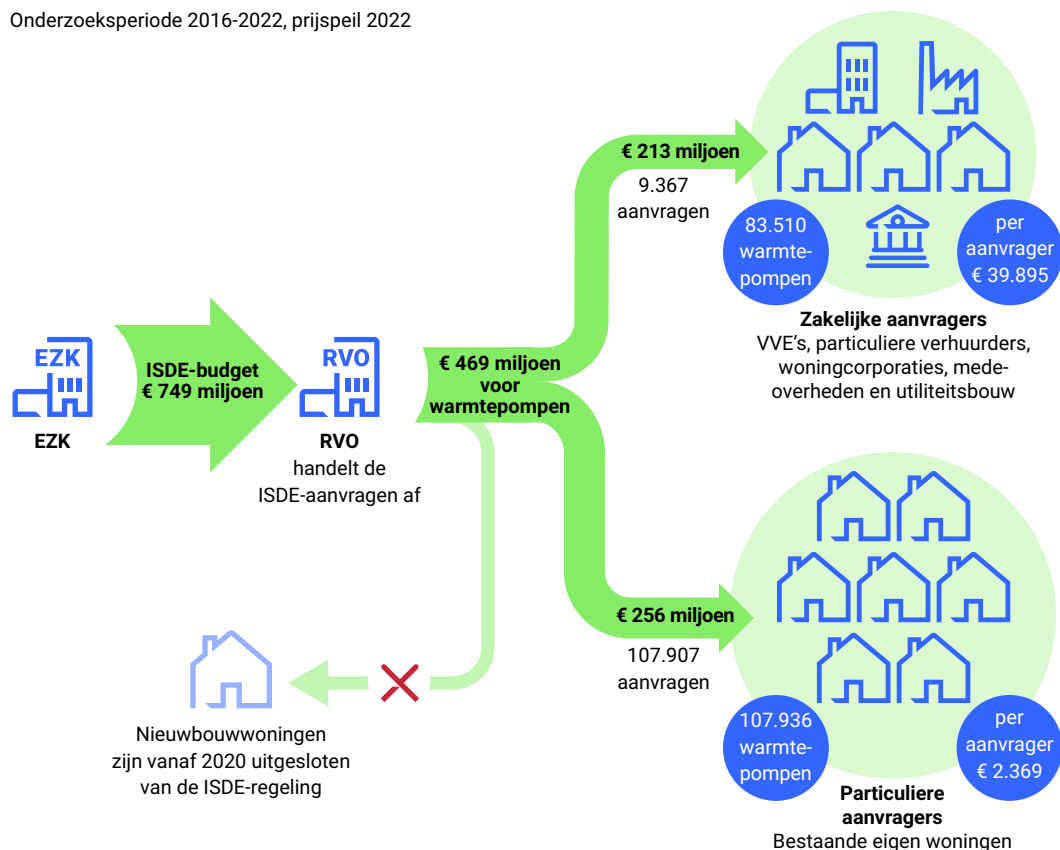 Onderzoeksperiode 2016-2022, prijspeil 2022
€ 213 miljoen
9.367
aanvragen
83.510
warmte-
pompen
per
aanvrager
€ 39.895
Zakelijke aanvragers
VVE's, particuliere verhuurders,
woningcorporaties, mede-
overheden en utiliteitsbouw
EZK
EZK
ISDE-budget
€ 749 miljoen
RVO
RVO
handelt de
ISDE-aanvragen af
€ 469 miljoen
voor
warmtepompen
€ 256 miljoen
107.907
aanvragen
107.936
warmte-
pompen
per
aanvrager
€ 2.369
Particuliere
aanvragers
Bestaande eigen woningen
Nieuwbouwwoningen
zijn vanaf 2020 uitgesloten
van de ISDE-regeling